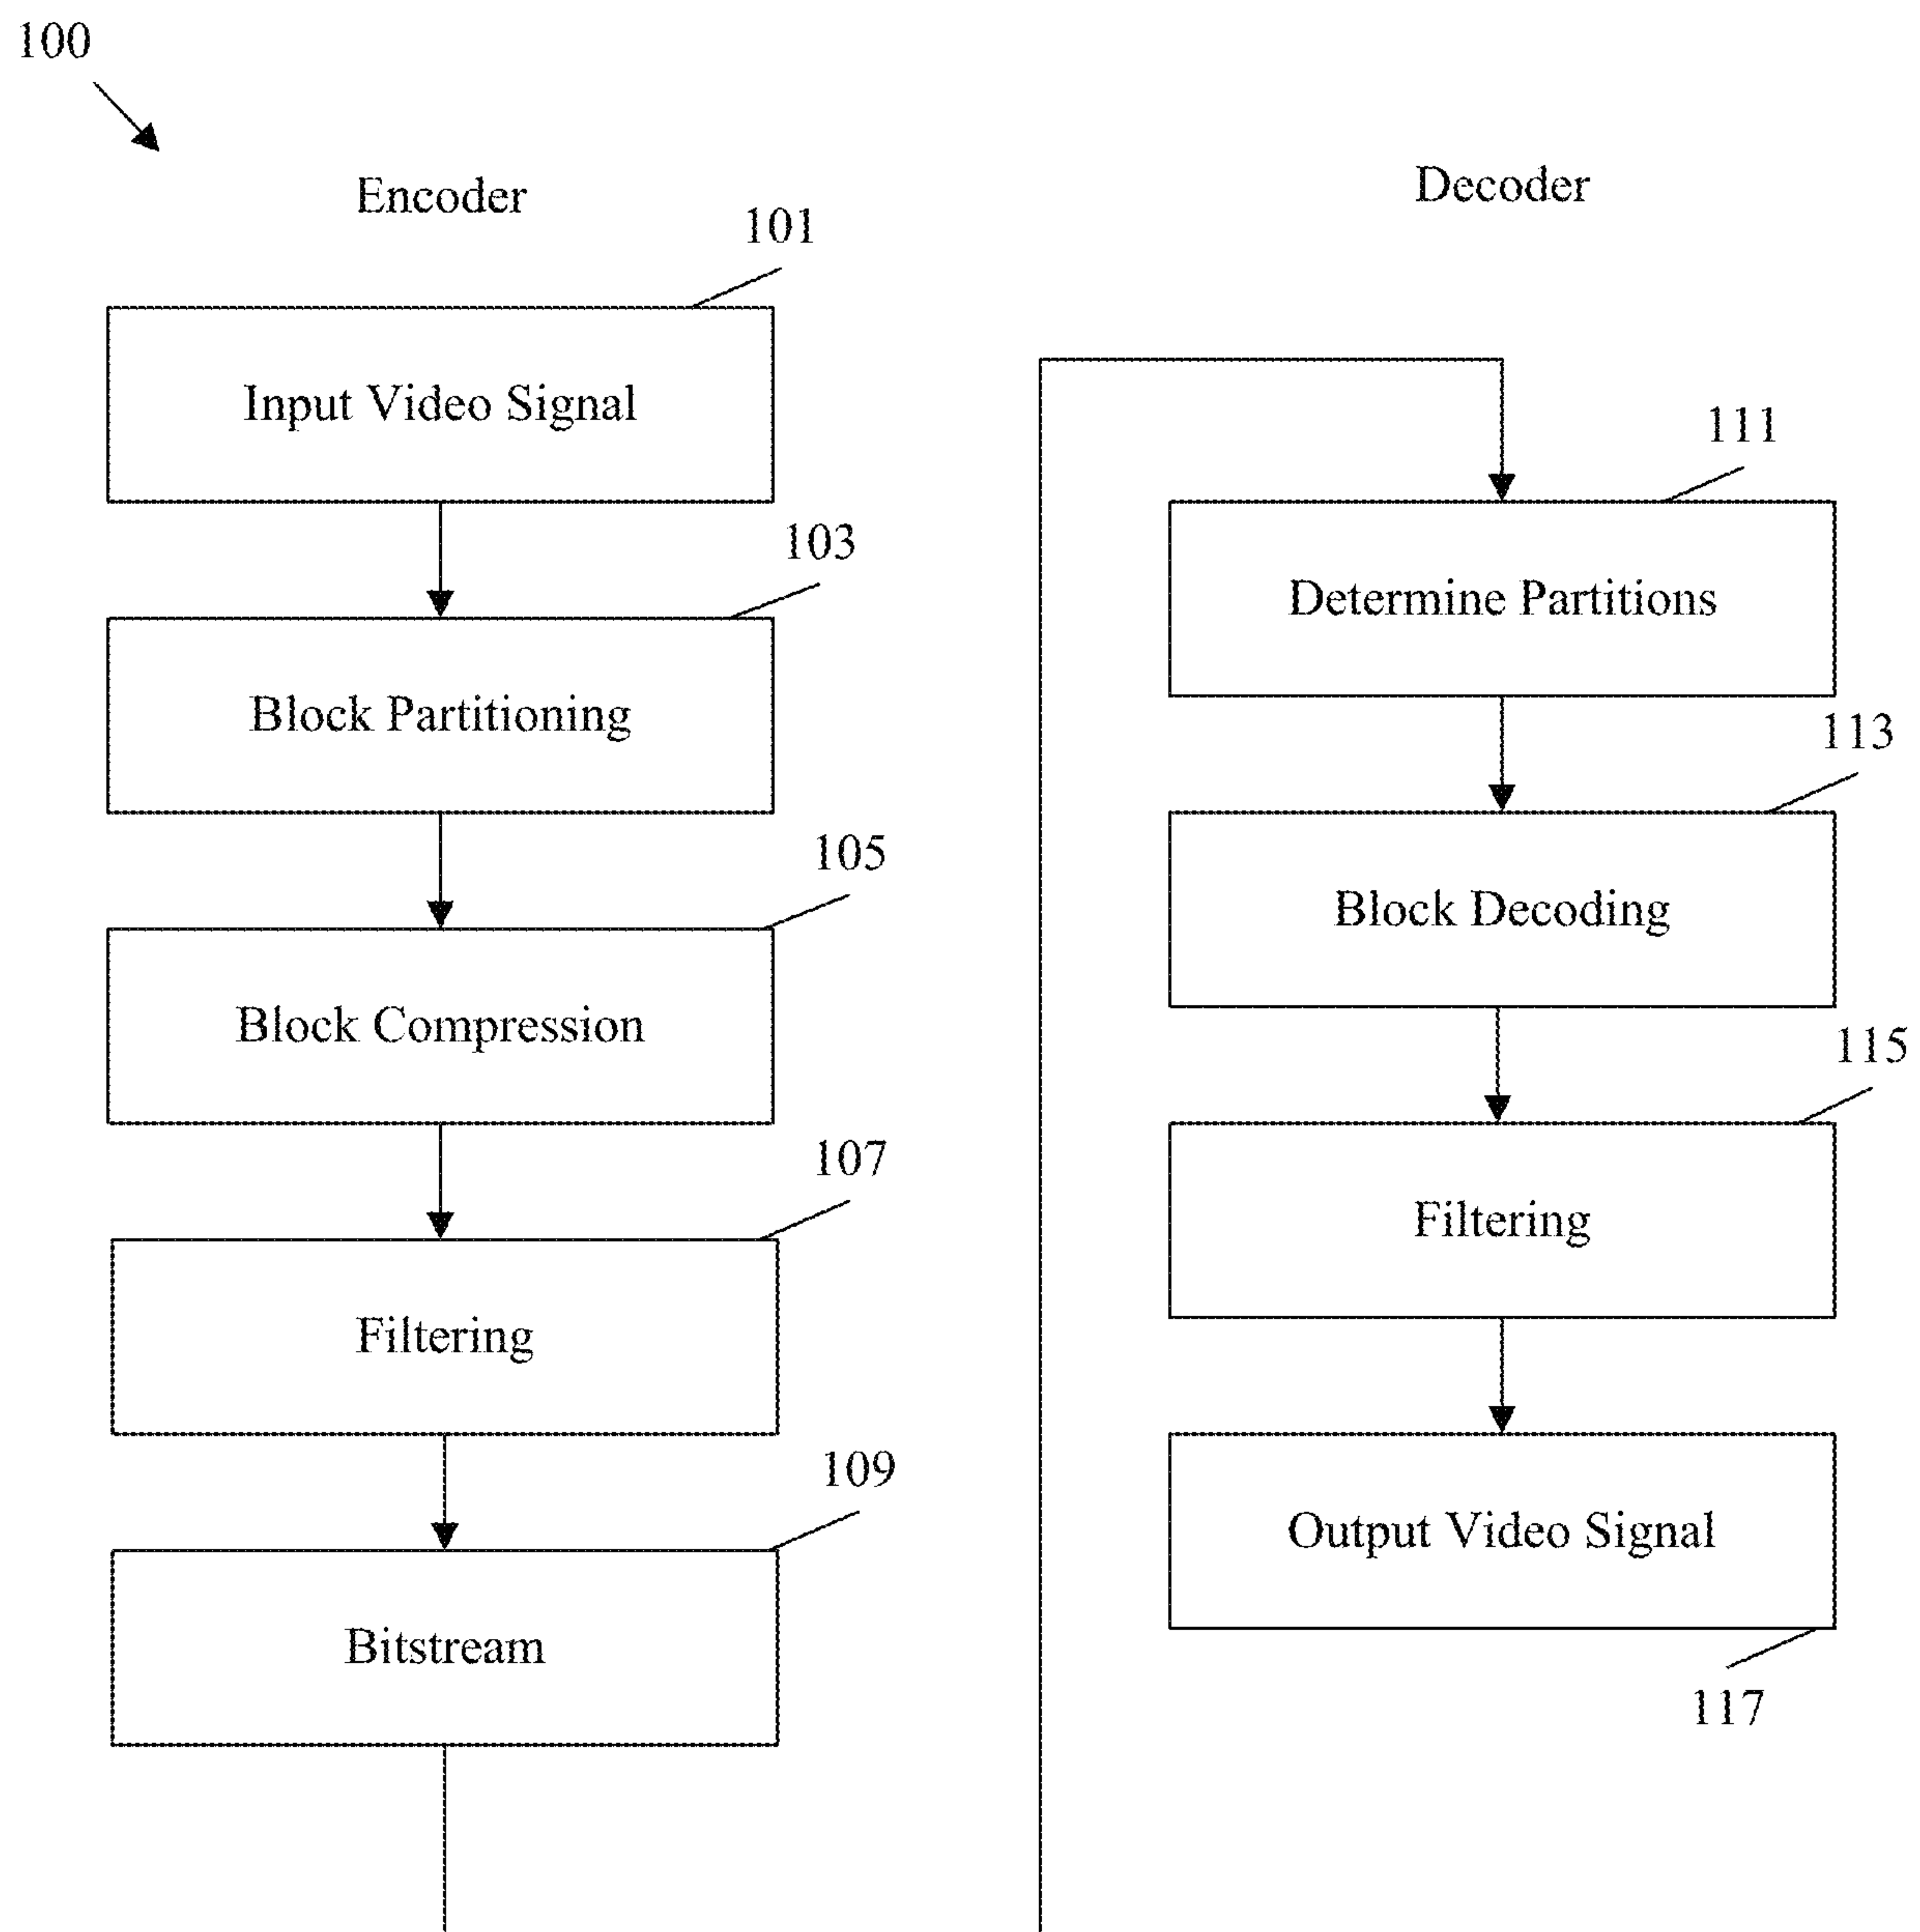 100
Encoder
101
Input Video Signal
103
Block Partitioning
105
Block Compression
107
Filtering
109
Bitstream
Decoder
111
Determine Partitions
113
Block Decoding
115
Filtering
Output Video Signal
117